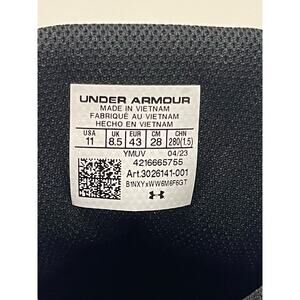 UNDER ARMOUR
MADE IN VIETNAM
FABRIQUÉ AU VIETNAM
HECHO EN VIETNAM
USA UK EUR CM CHN
11 8.5 43 28 280(1.5)
YMUV 04/23
4216665755
Art.3026141-001
B1NXYxWW6M6F6GT